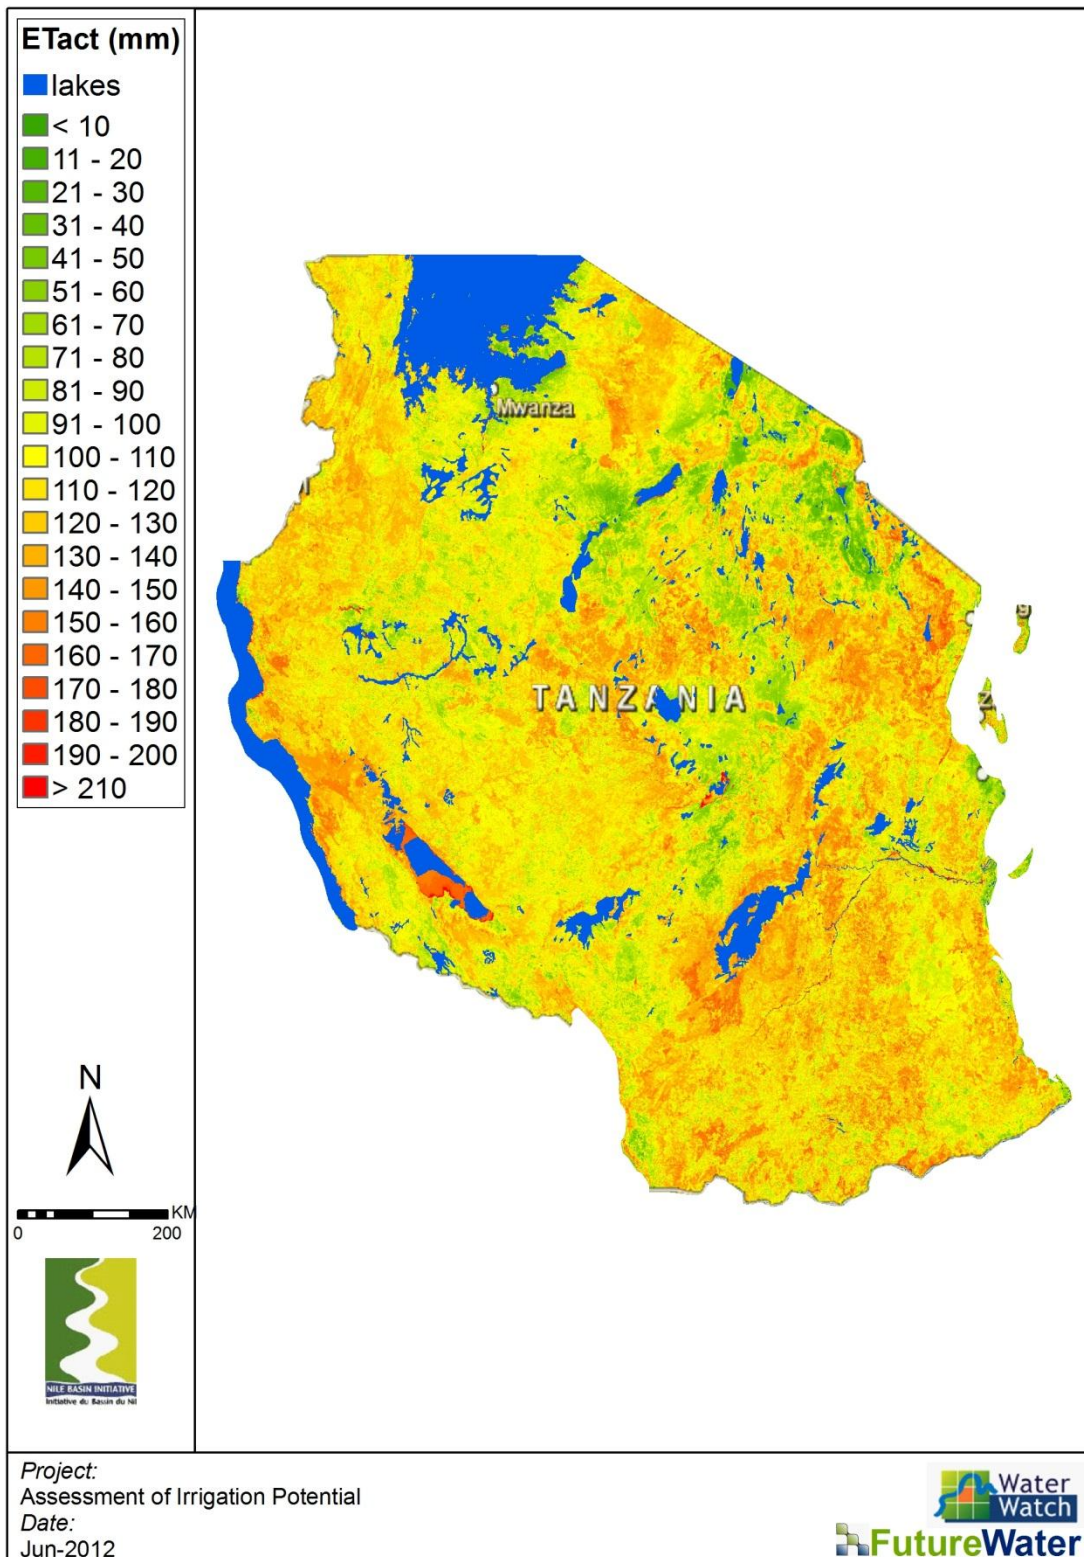 ETact (mm)
lakes
< 10
11 - 20
21 - 30
31 - 40
41 - 50
51 - 60
61 - 70
71 - 80
81 - 90
91 - 100
100 - 110
110 - 120
120 - 130
130 - 140
140 - 150
150 - 160
160 - 170
170 - 180
180 - 190
190 - 200
> 210
Mwanza
TANZANIA
N
KM
0 200
NILE BASIN INITIATIVE
Initiative du Bassin du Nil
Project:
Assessment of Irrigation Potential
Date:
Jun-2012
Water
Watch
FutureWater